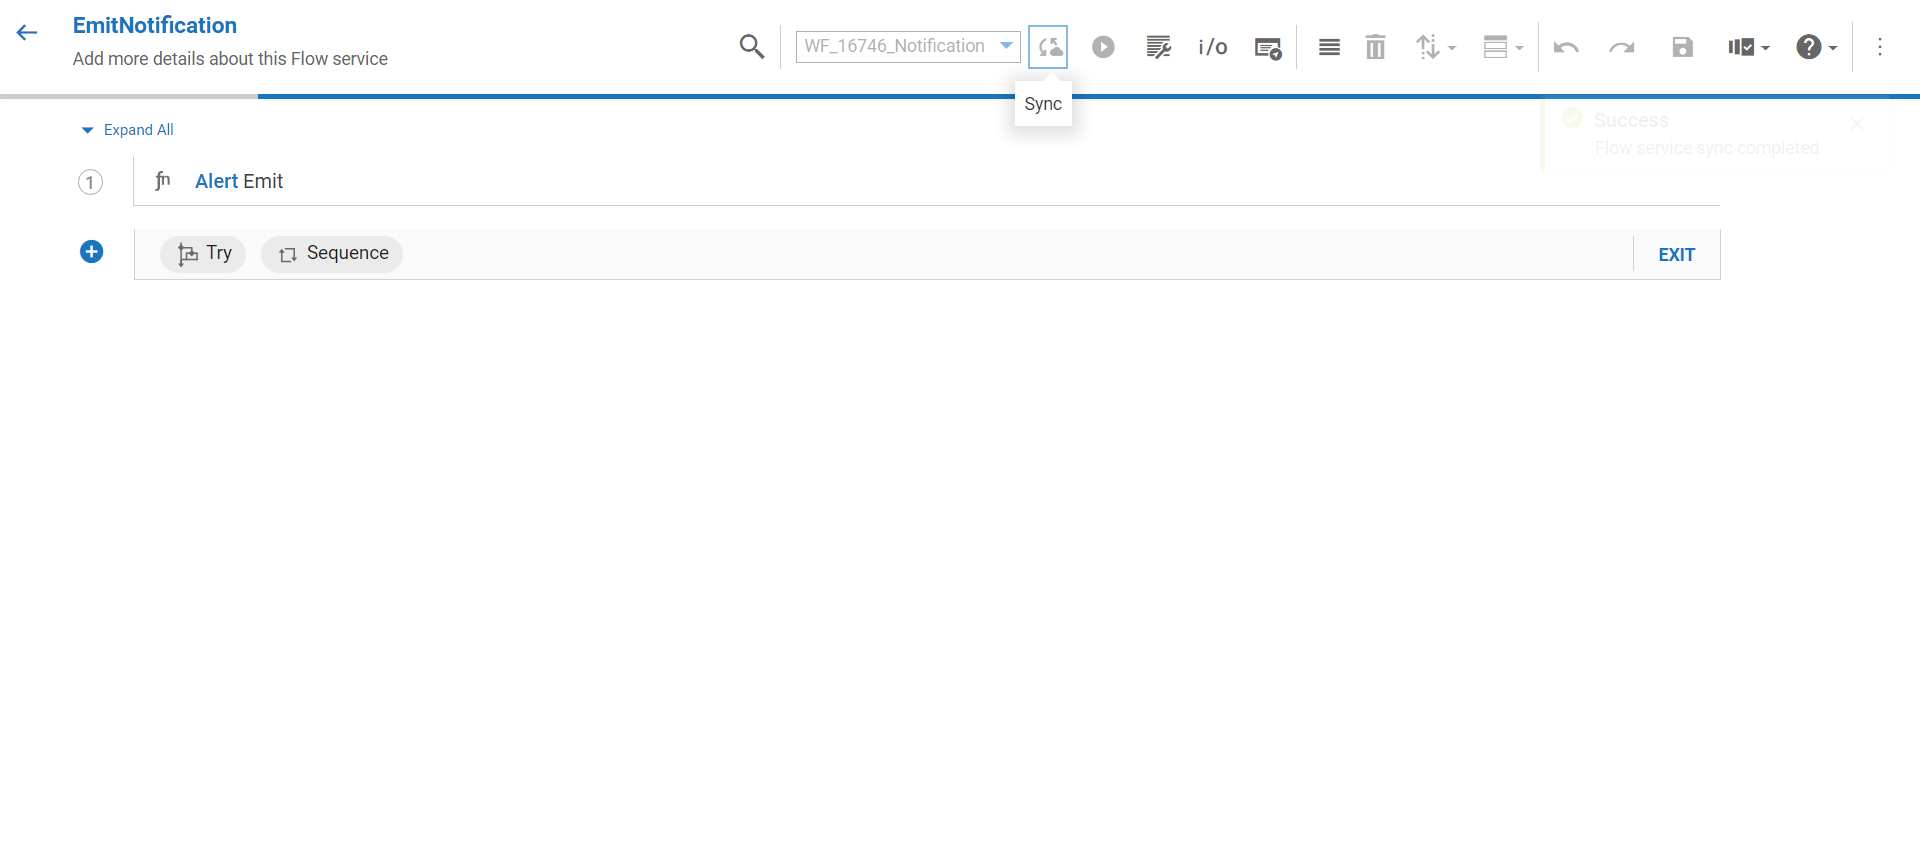 EmitNotification
Add more details about this Flow service
WF_16746_Notification
i/o
Sync
Success
Flow service sync completed
Expand All
1
fn
Alert Emit
Try
Sequence
EXIT